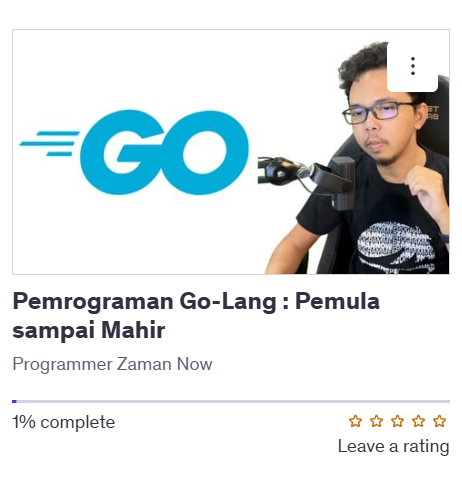 GO
Pemrograman Go-Lang : Pemula
sampai Mahir
Programmer Zaman Now
1% complete
Leave a rating